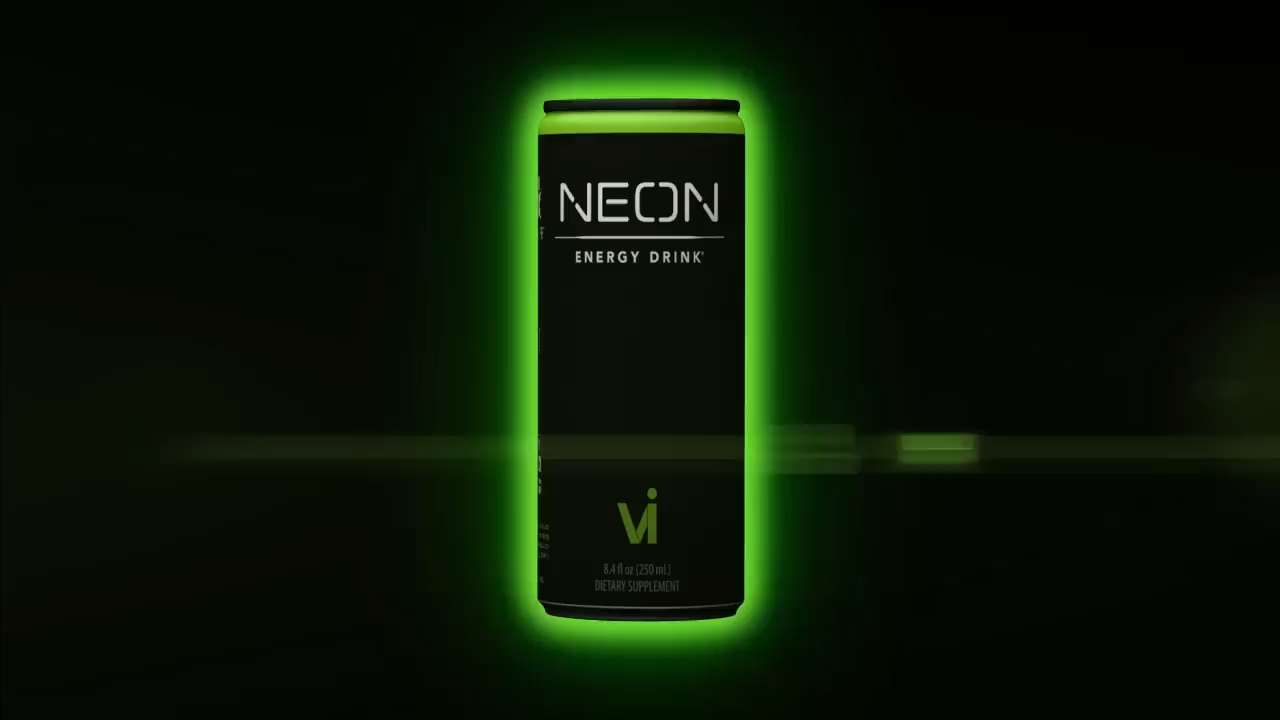 NEON
ENERGY DRINK
vi
8.4 fl oz (250 ml.)
DIETARY SUPPLEMENT